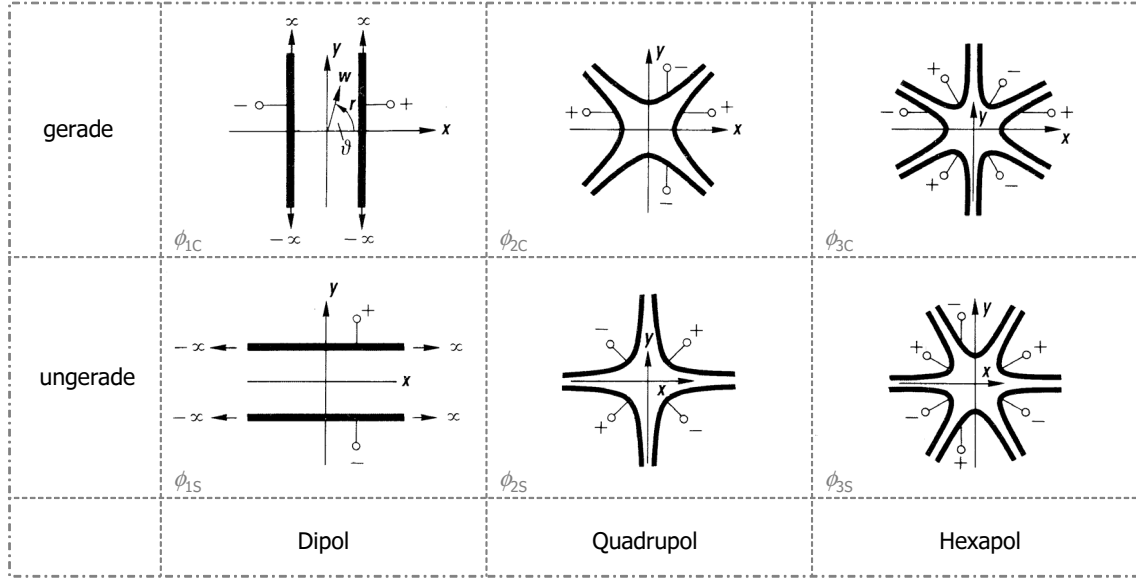 ∞ ∞
y
w
− r +
x
ϑ
−∞ −∞
gerade
ϕ1C
y −
+ +
x
−
ϕ2C
+ −
− +
y
x
+ −
ϕ3C
y
+
−∞ ∞
x
−∞ ∞
−
ungerade
ϕ1S
− +
y
x
+ −
ϕ2S
− y
+ +
x
− −
+
ϕ3S
Dipol
Quadrupol
Hexapol